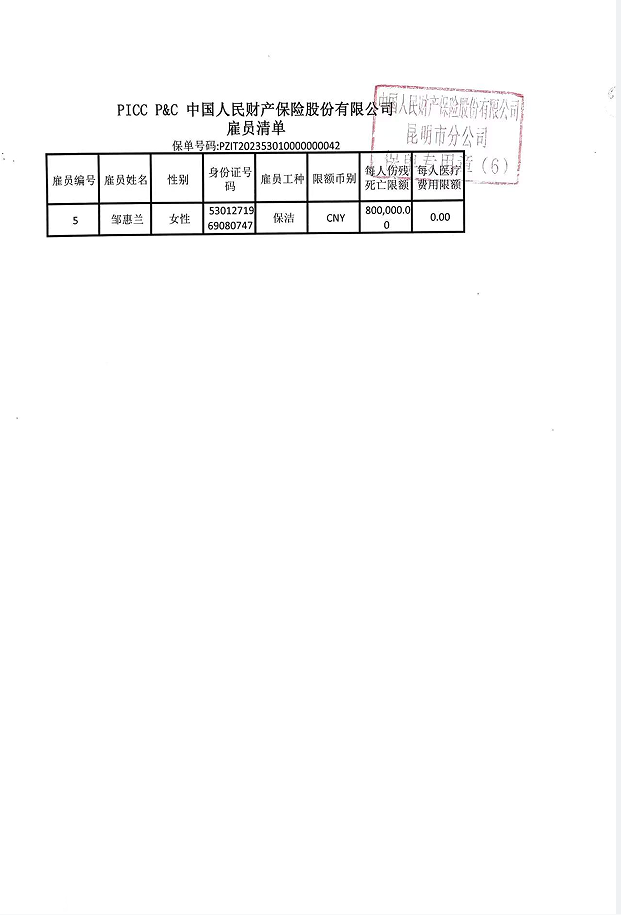 PICC P&C 中国人民财产保险股份有限公司
雇员清单
保单号码:PZIT202353010000000042
中国人民财产保险股份有限公司
昆明市分公司
专用章(6)
雇员编号 雇员姓名 性别 身份证号码 雇员工种 限额币别 每人伤残死亡限额 每人医疗费用限额
5 邹惠兰 女性 5301271969080747 保洁 CNY 800,000.00 0.00